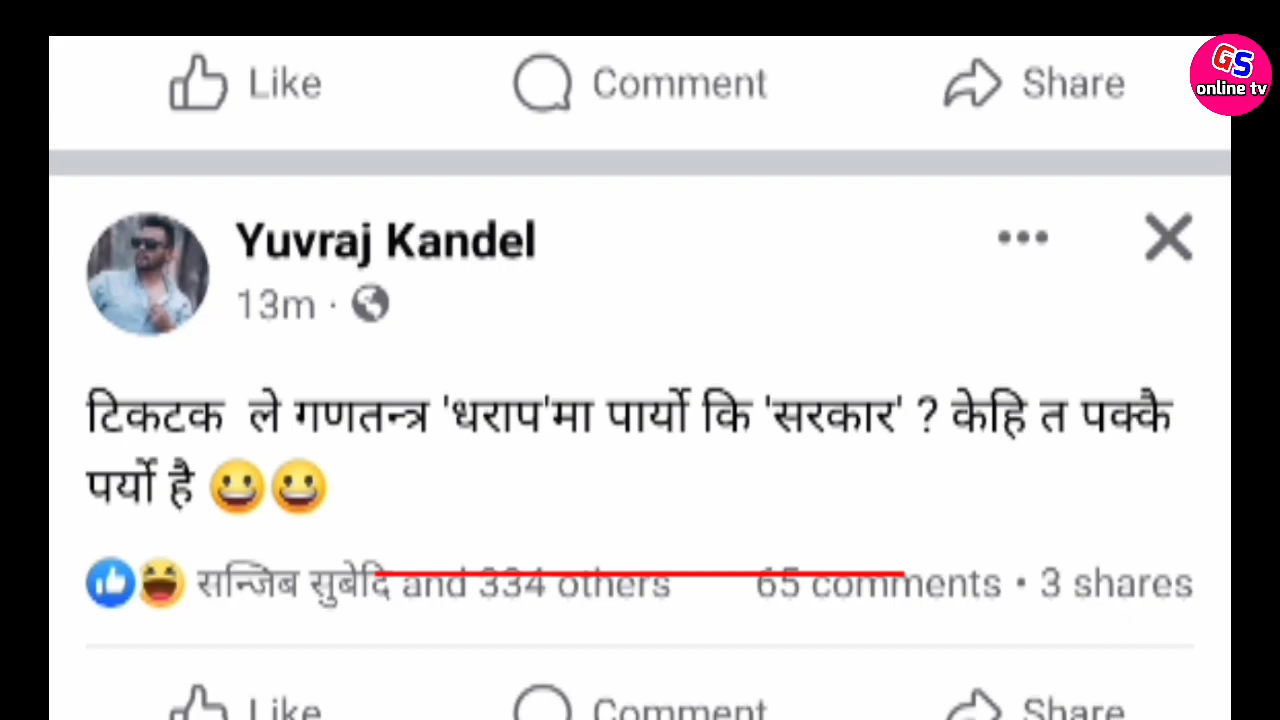 Like Comment Share
GS
online tv
Yuvraj Kandel
13m ·
टिकटक ले गणतन्त्र 'धराप'मा पार्यो कि 'सरकार' ? केहि त पक्कै
पर्यो है 😀😀
सन्जिब सुबेदि and 334 others 65 comments • 3 shares
Like Comment Share